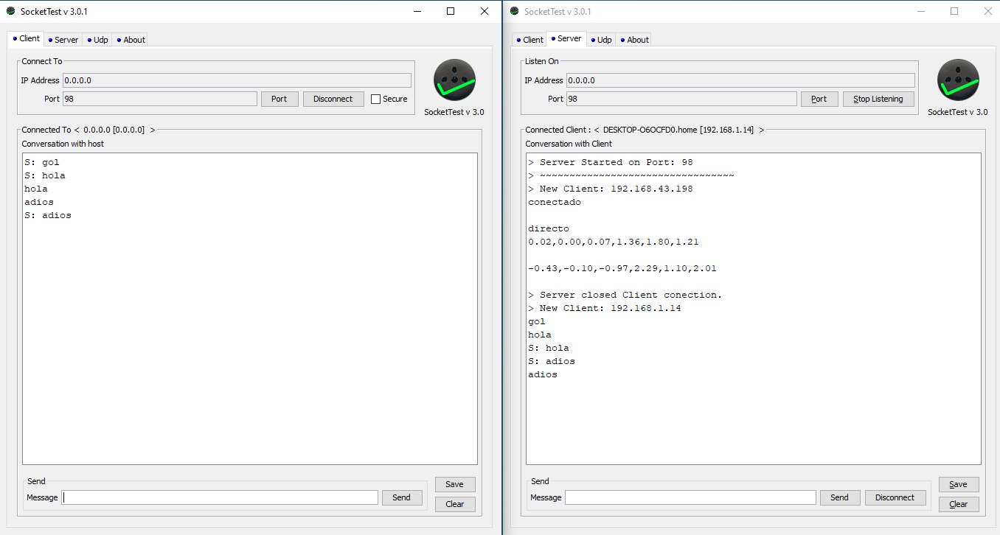 SocketTest v 3.0.1
Client Server Udp About
Connect To
IP Address 0.0.0.0
Port 98 Port Disconnect Secure
SocketTest v 3.0
Connected To < 0.0.0.0 [0.0.0.0] >
Conversation with host
S: gol
S: hola
hola
adios
S: adios
Send
Message Send
Save
Clear
SocketTest v 3.0.1
Client Server Udp About
Listen On
IP Address 0.0.0.0
Port 98 Port Stop Listening
SocketTest v 3.0
Connected Client : < DESKTOP-O6OCFD0.home [192.168.1.14] >
Conversation with Client
> Server Started on Port: 98
> ~~~~~~~~~~~~~~~~~~~~~~~~~~~~~~~~~
> New Client: 192.168.43.198
conectado
directo
0.02,0.00,0.07,1.36,1.80,1.21
-0.43,-0.10,-0.97,2.29,1.10,2.01
> Server closed Client conection.
> New Client: 192.168.1.14
gol
hola
S: hola
S: adios
adios
Send
Message Send Disconnect
Save
Clear